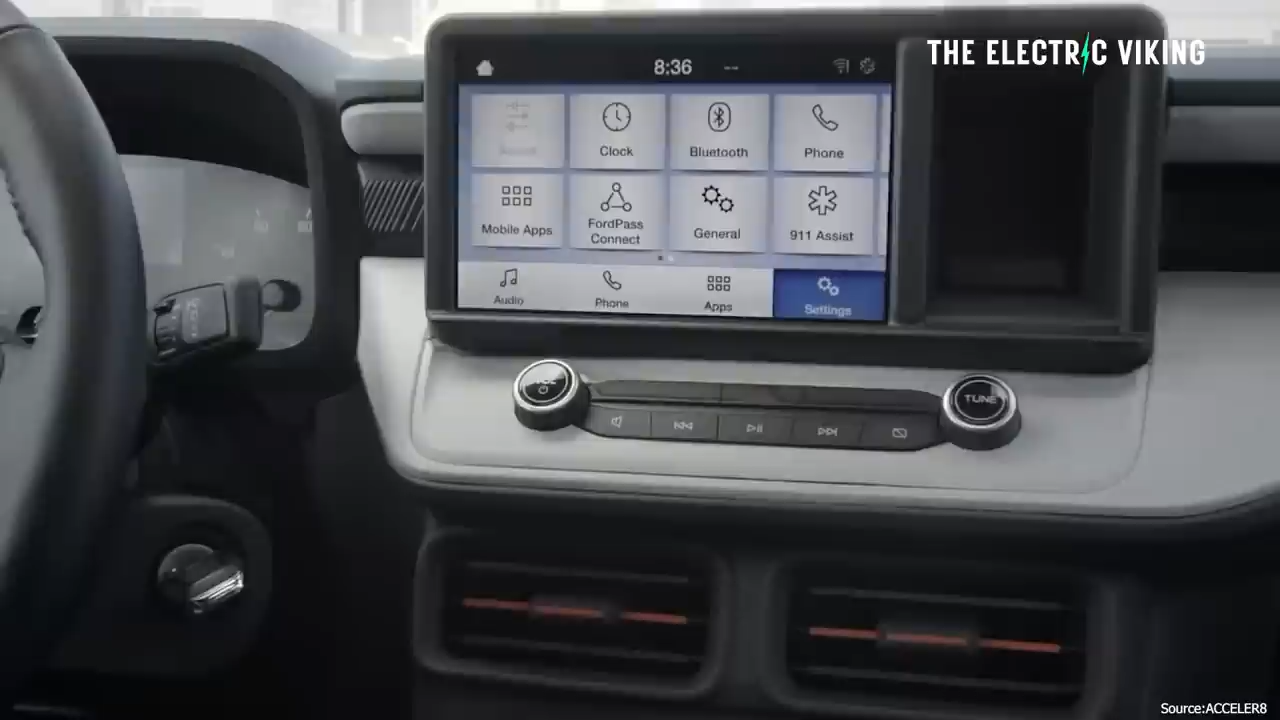 THE ELECTRIC VIKING
8:36
Clock
Bluetooth
Phone
Mobile Apps
FordPass
Connect
General
911 Assist
Audio
Phone
Apps
Settings
TUNE
Source:ACCELER8